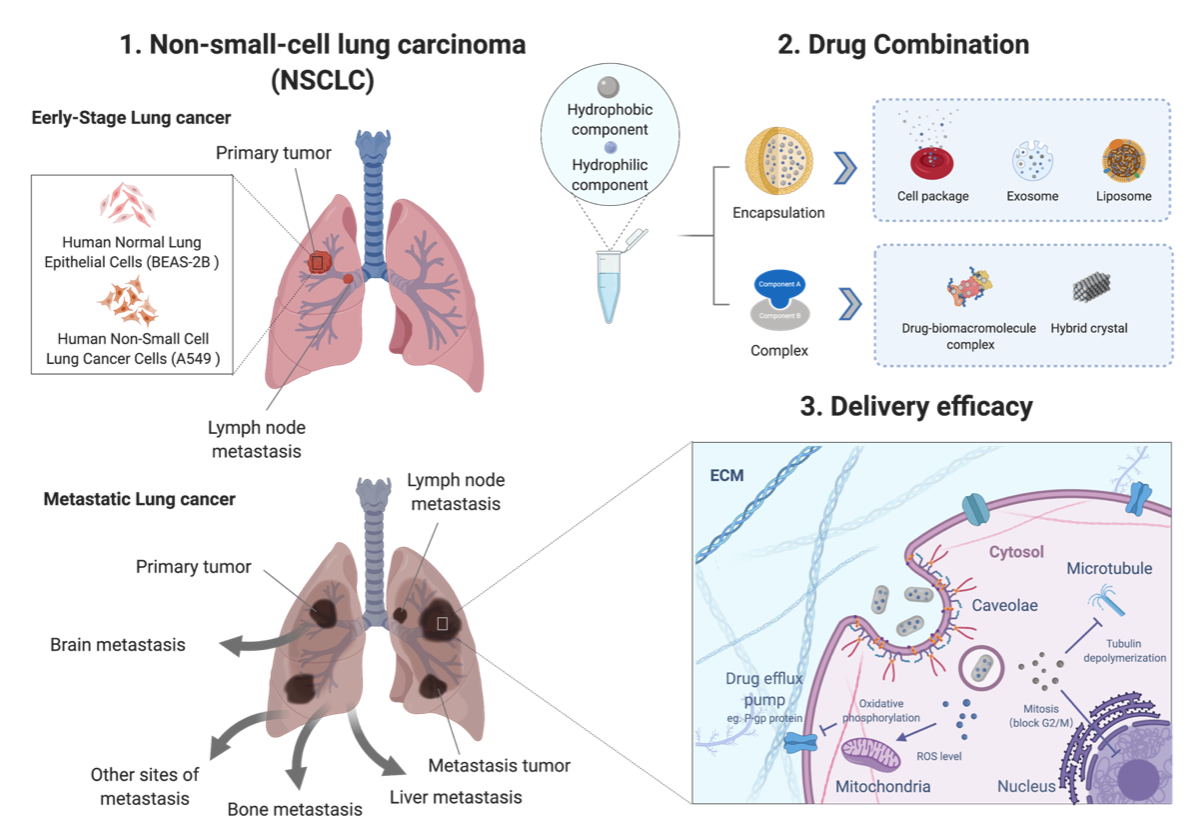 1. Non-small-cell lung carcinoma
(NSCLC)
Eerly-Stage Lung cancer
Primary tumor
Human Normal Lung
Epithelial Cells (BEAS-2B )
Human Non-Small Cell
Lung Cancer Cells (A549 )
Lymph node
metastasis
Metastatic Lung cancer
Lymph node
metastasis
Primary tumor
Brain metastasis
Other sites of
metastasis
Bone metastasis
Liver metastasis
Metastasis tumor
2. Drug Combination
Hydrophobic
component
Hydrophilic
component
Encapsulation
Cell package
Exosome
Liposome
Component A
Component B
Complex
Drug-biomacromolecule
complex
Hybrid crystal
3. Delivery efficacy
ECM
Cytosol
Microtubule
Caveolae
Tubulin
depolymerization
Drug efflux
pump
eg. P-gp protein
Oxidative
phosphorylation
Mitosis
(block G2/M)
ROS level
Mitochondria
Nucleus